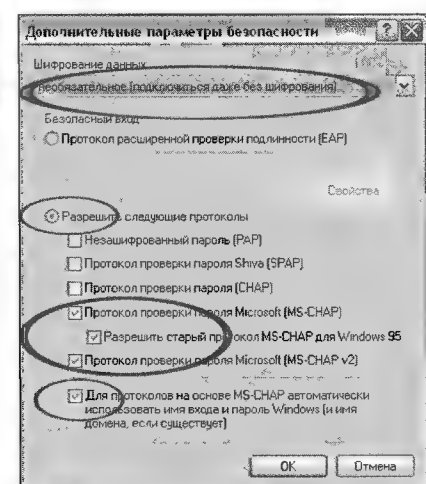 Дополнительные параметры безопасности
Шифрование данных
необязательное (подключиться даже без шифрования)
Безопасный вход
Протокол расширенной проверки подлинности (EAP)
Свойства
Разрешить следующие протоколы
Незашифрованный пароль (PAP)
Протокол проверки пароля Shiva (SPAP)
Протокол проверки пароля (CHAP)
Протокол проверки пароля Microsoft (MS-CHAP)
Разрешить старый протокол MS-CHAP для Windows 95
Протокол проверки пароля Microsoft (MS-CHAP v2)
Для протоколов на основе MS-CHAP автоматически
использовать имя входа и пароль Windows (и имя
домена, если существует)
OK Отмена